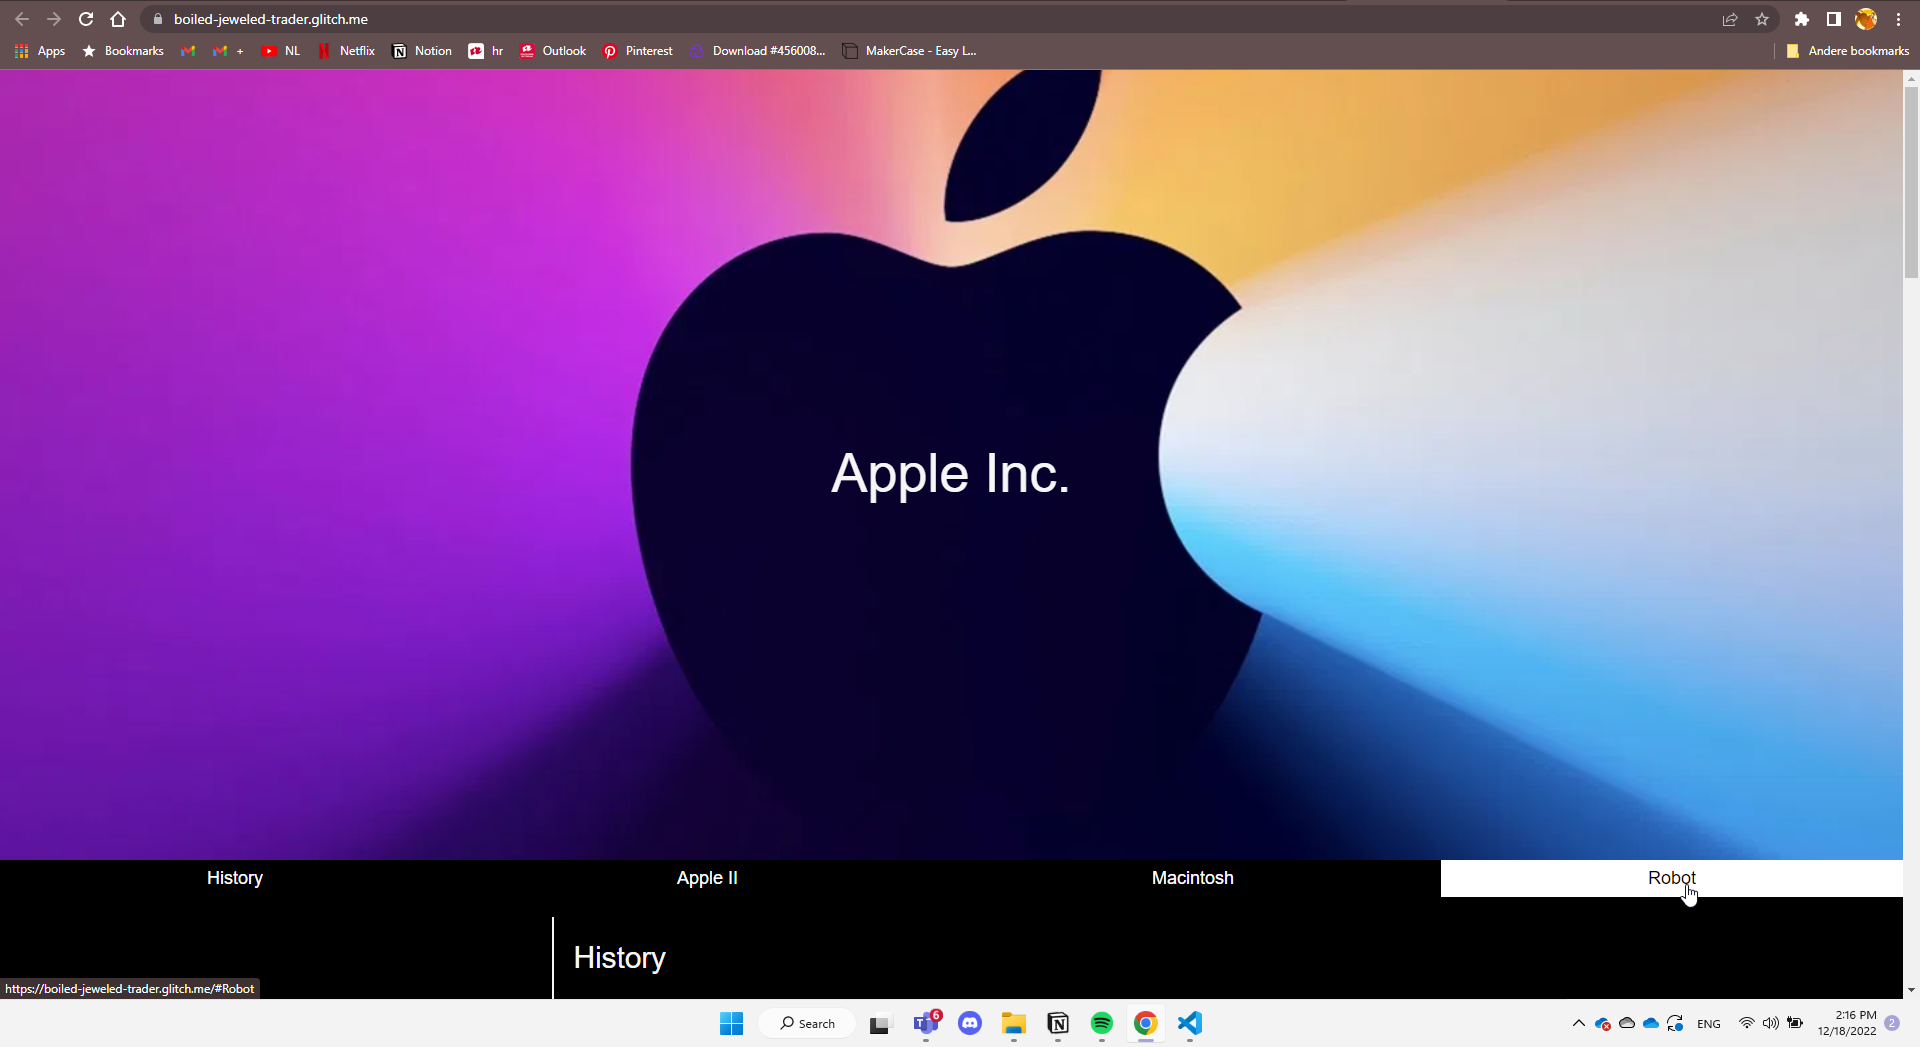 boiled-jeweled-trader.glitch.me
Apps Bookmarks + NL Netflix Notion hr Outlook Pinterest Download #456008... MakerCase - Easy L... Andere bookmarks
Apple Inc.
History Apple II Macintosh Robot
History
https://boiled-jeweled-trader.glitch.me/#Robot
Search 6 ENG 2:16 PM 2
12/18/2022